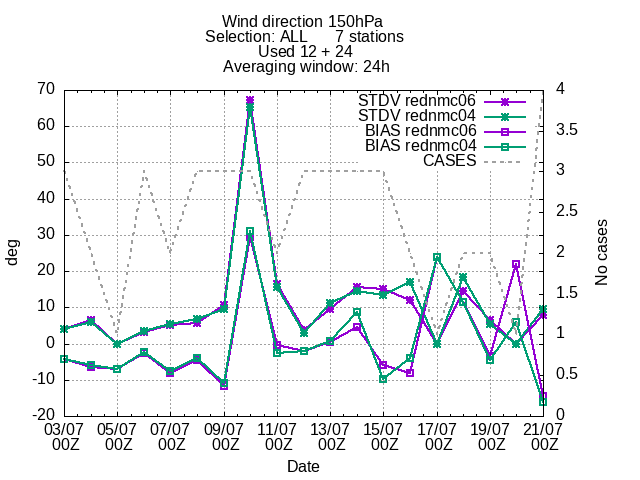 Wind direction 150hPa
Selection: ALL 7 stations
Used 12 + 24
Averaging window: 24h
STDV rednmc06
STDV rednmc04
BIAS rednmc06
BIAS rednmc04
CASES
70
60
50
40
30
20
10
0
-10
-20
deg
4
3.5
3
2.5
2
1.5
1
0.5
0
No cases
03/07 05/07 07/07 09/07 11/07 13/07 15/07 17/07 19/07 21/07
00Z 00Z 00Z 00Z 00Z 00Z 00Z 00Z 00Z 00Z
Date